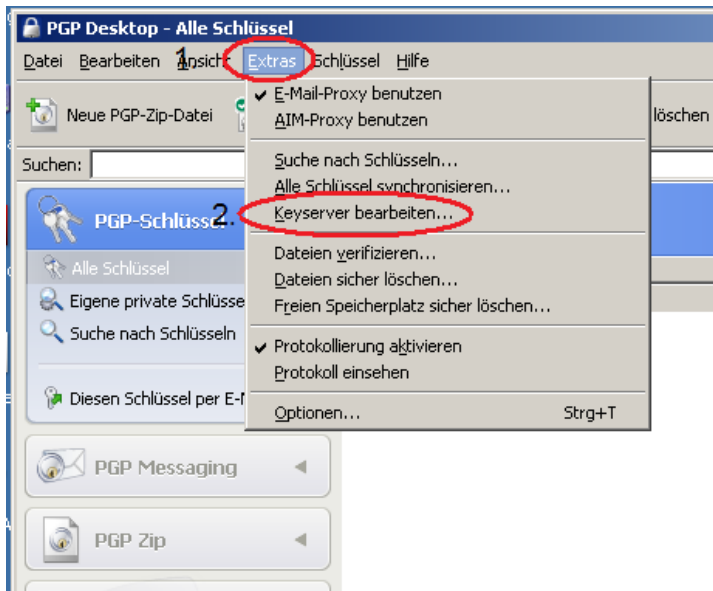 PGP Desktop - Alle Schlüssel
Datei Bearbeiten Ansicht Extras Schlüssel Hilfe
1
Neue PGP-Zip-Datei
löschen
Suchen:
E-Mail-Proxy benutzen
AIM-Proxy benutzen
Suche nach Schlüsseln...
Alle Schlüssel synchronisieren...
2. Keyserver bearbeiten...
Dateien verifizieren...
Dateien sicher löschen...
Freien Speicherplatz sicher löschen...
Protokollierung aktivieren
Protokoll einsehen
Optionen... Strg+T
PGP-Schlüssel
Alle Schlüssel
Eigene private Schlüsse
Suche nach Schlüsseln
Diesen Schlüssel per E-
PGP Messaging
PGP Zip